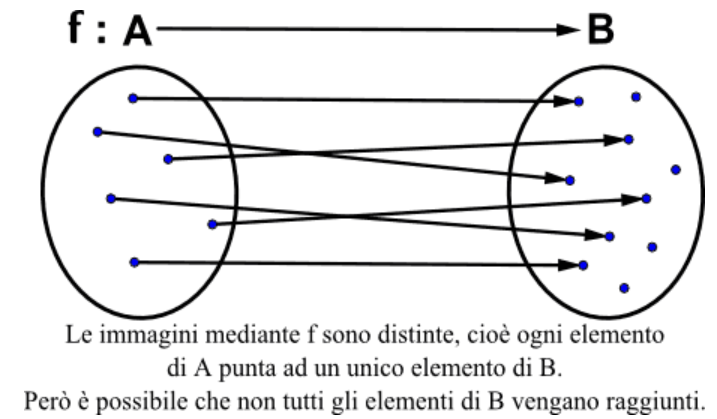 f : A B
Le immagini mediante f sono distinte, cioè ogni elemento
di A punta ad un unico elemento di B.
Però è possibile che non tutti gli elementi di B vengano raggiunti.